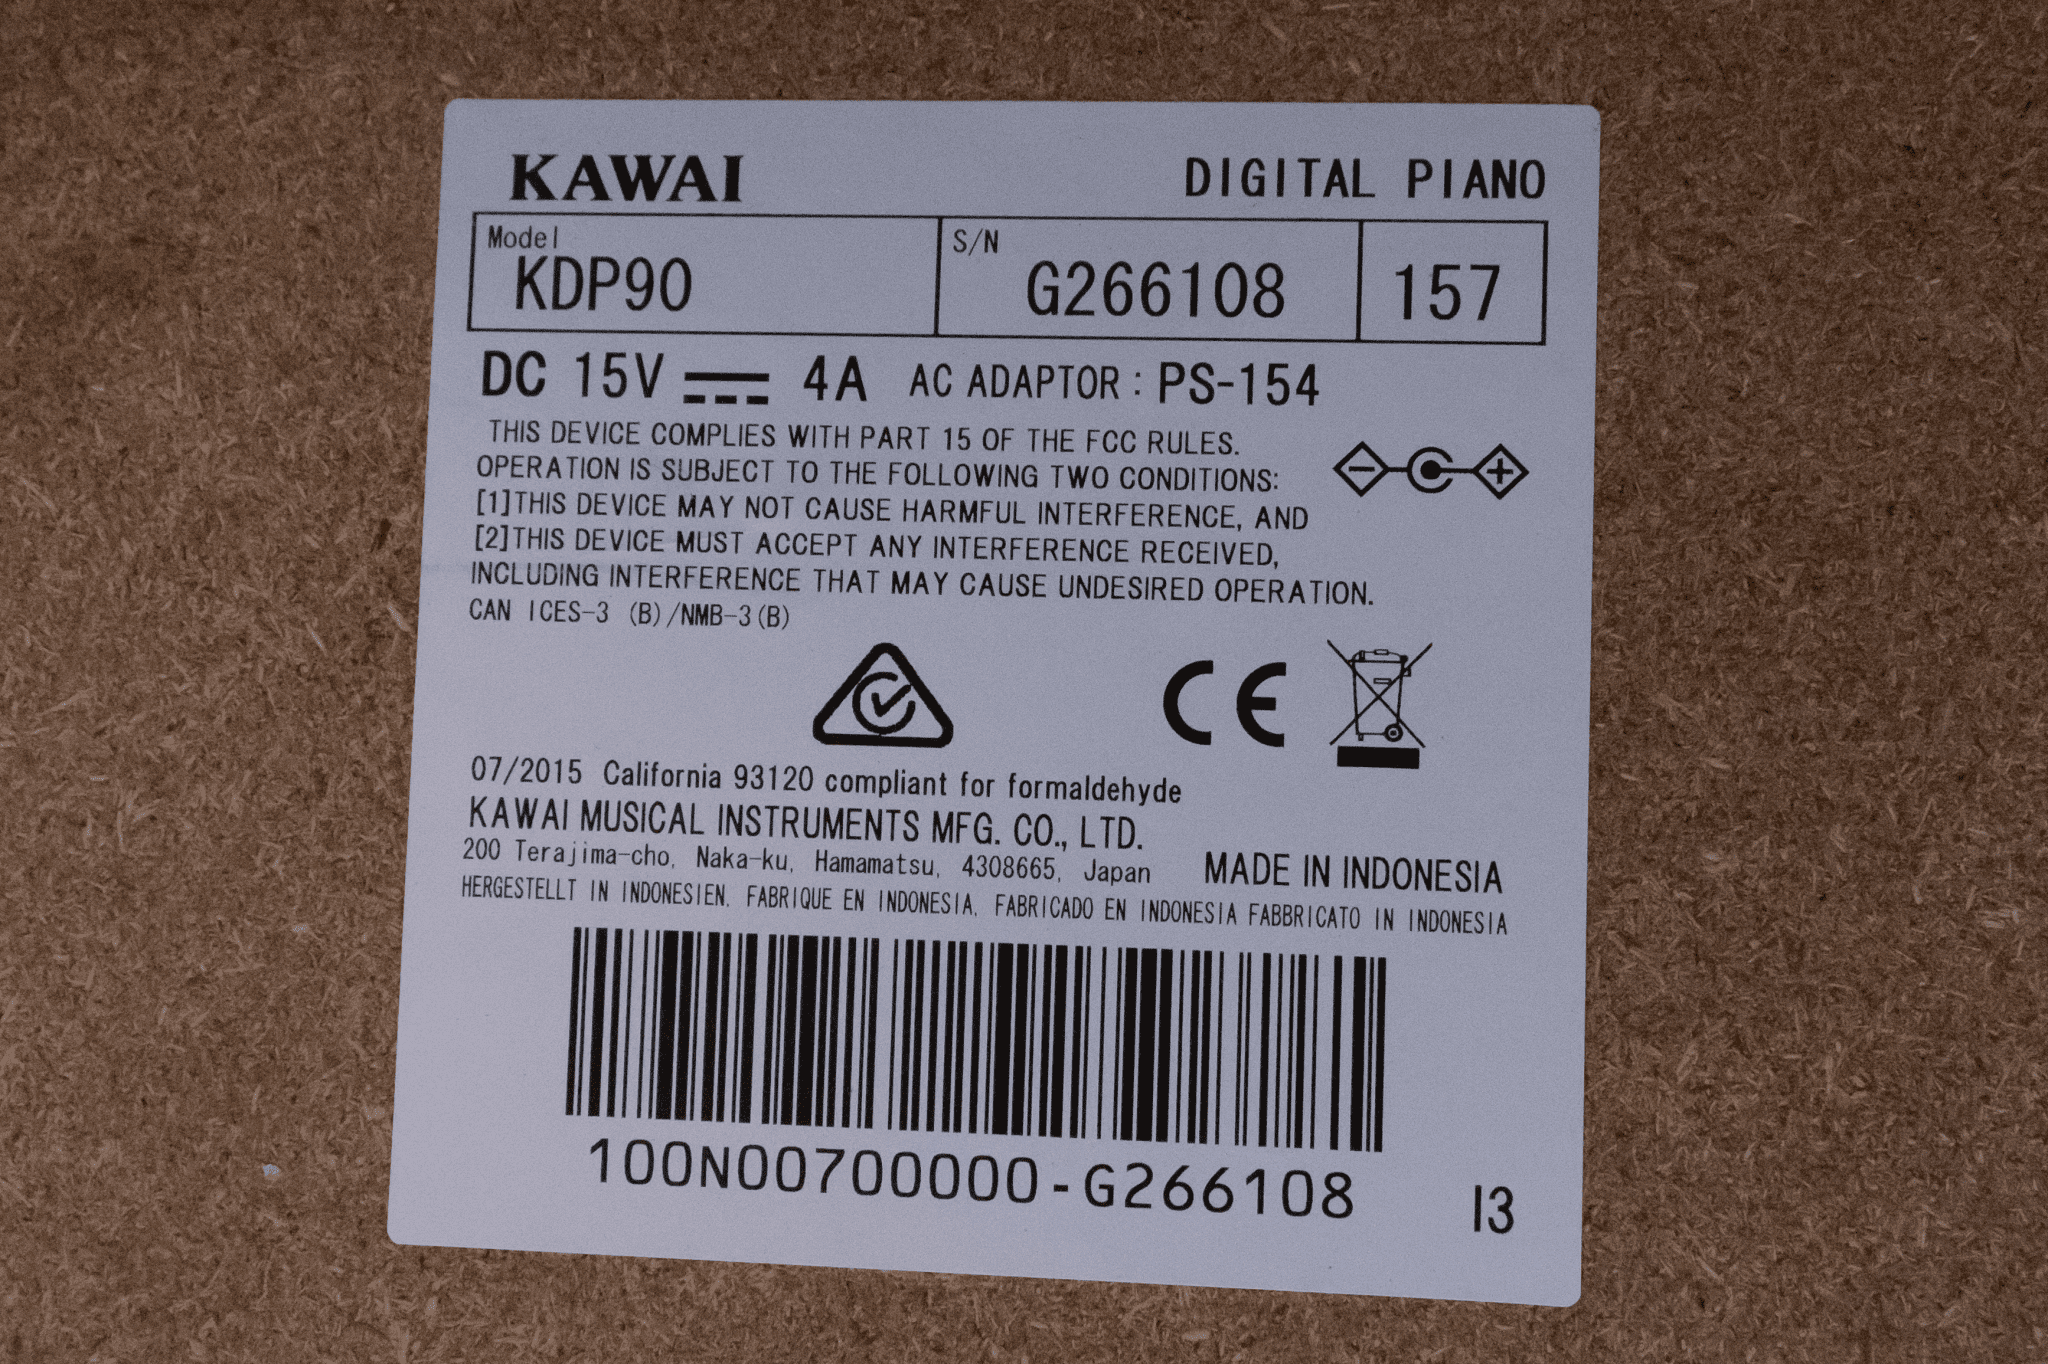 KAWAI DIGITAL PIANO
Model KDP90 S/N G266108 157
DC 15V 4A AC ADAPTOR : PS-154
THIS DEVICE COMPLIES WITH PART 15 OF THE FCC RULES.
OPERATION IS SUBJECT TO THE FOLLOWING TWO CONDITIONS:
[1]THIS DEVICE MAY NOT CAUSE HARMFUL INTERFERENCE, AND
[2]THIS DEVICE MUST ACCEPT ANY INTERFERENCE RECEIVED,
INCLUDING INTERFERENCE THAT MAY CAUSE UNDESIRED OPERATION.
CAN ICES-3 (B)/NMB-3(B)
CE
07/2015 California 93120 compliant for formaldehyde
KAWAI MUSICAL INSTRUMENTS MFG. CO., LTD.
200 Terajima-cho, Naka-ku, Hamamatsu, 4308665, Japan MADE IN INDONESIA
HERGESTELLT IN INDONESIEN, FABRIQUE EN INDONESIA, FABRICADO EN INDONESIA FABBRICATO IN INDONESIA
100N00700000-G266108
I3